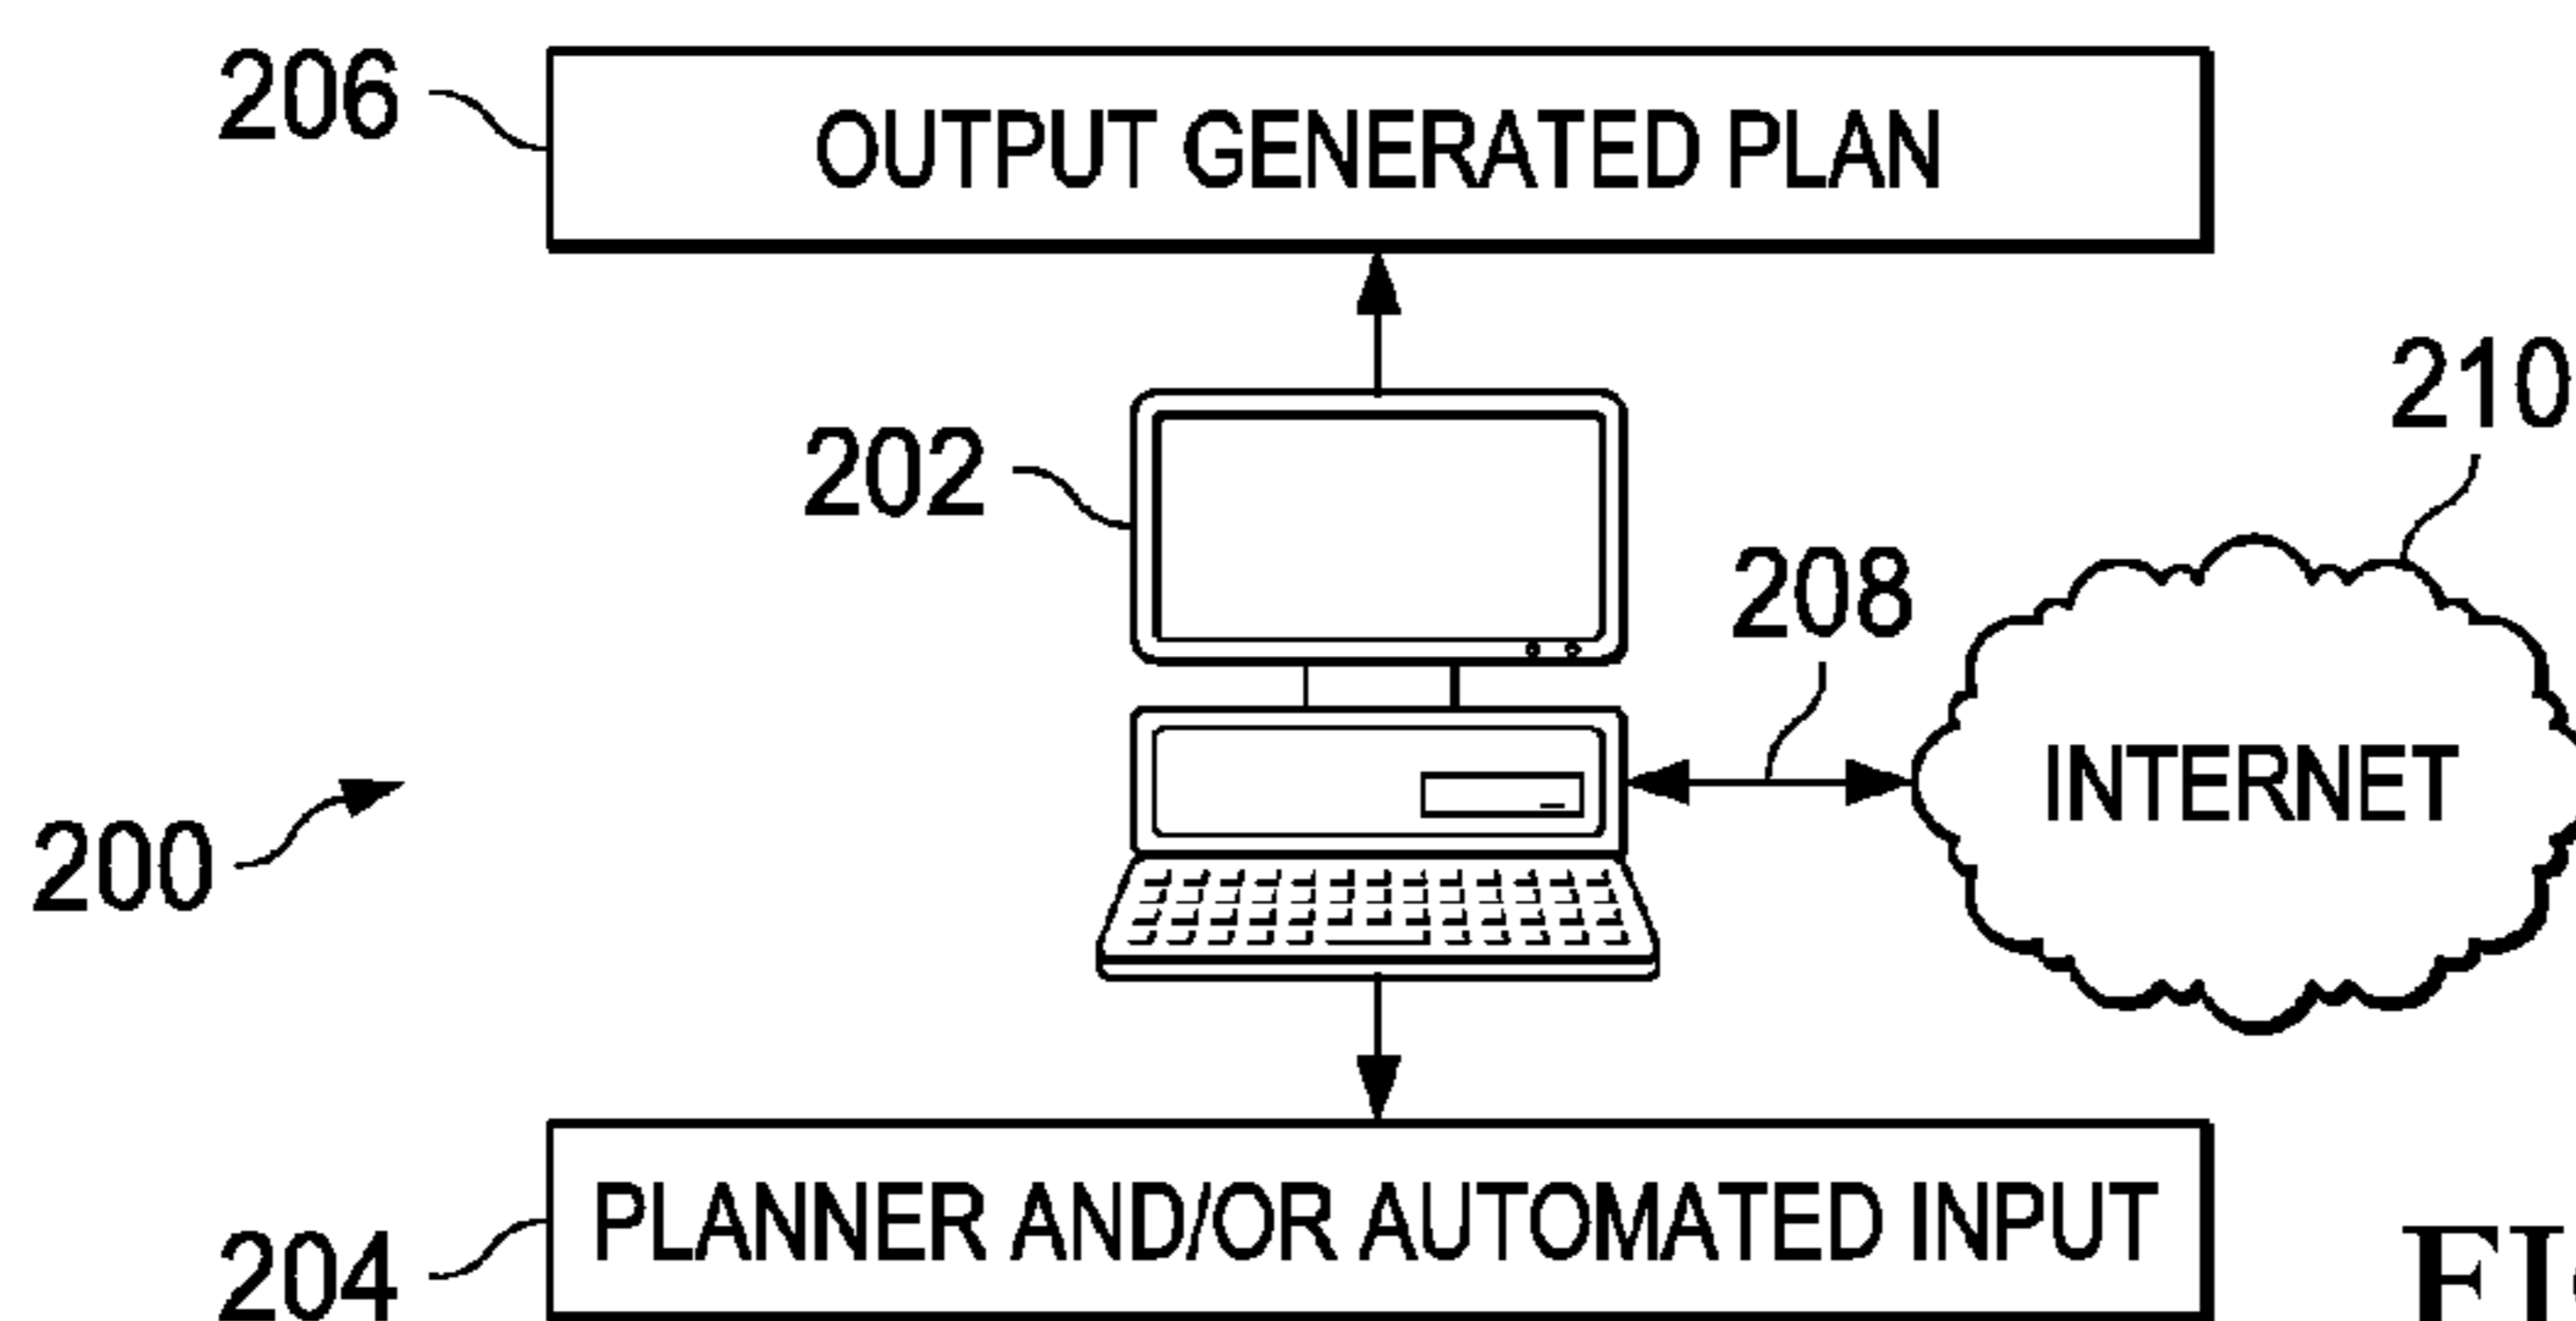 206
OUTPUT GENERATED PLAN
210
202
208
INTERNET
200
PLANNER AND/OR AUTOMATED INPUT
204